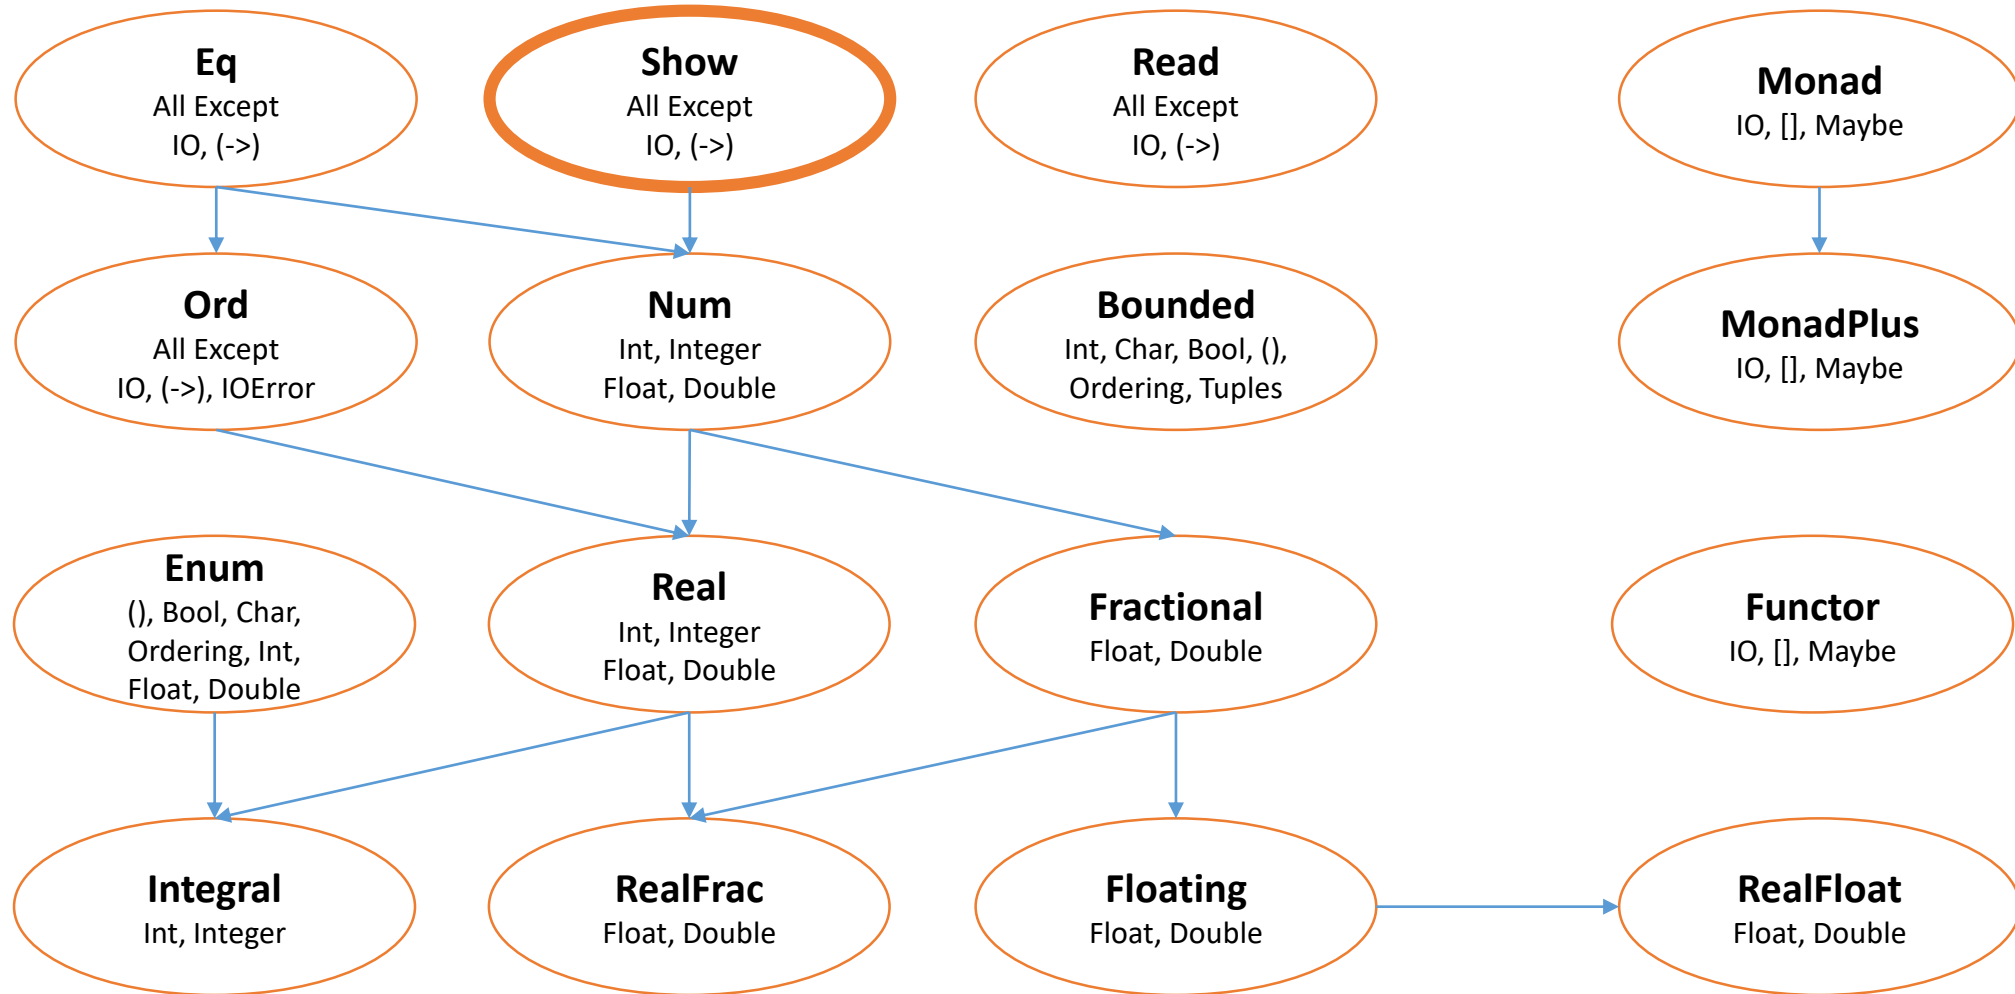 Eq
All Except
IO, (->)
Show
All Except
IO, (->)
Read
All Except
IO, (->)
Monad
IO, [], Maybe
Ord
All Except
IO, (->), IOError
Num
Int, Integer
Float, Double
Bounded
Int, Char, Bool, (),
Ordering, Tuples
MonadPlus
IO, [], Maybe
Enum
(), Bool, Char,
Ordering, Int,
Float, Double
Real
Int, Integer
Float, Double
Fractional
Float, Double
Functor
IO, [], Maybe
Integral
Int, Integer
RealFrac
Float, Double
Floating
Float, Double
RealFloat
Float, Double